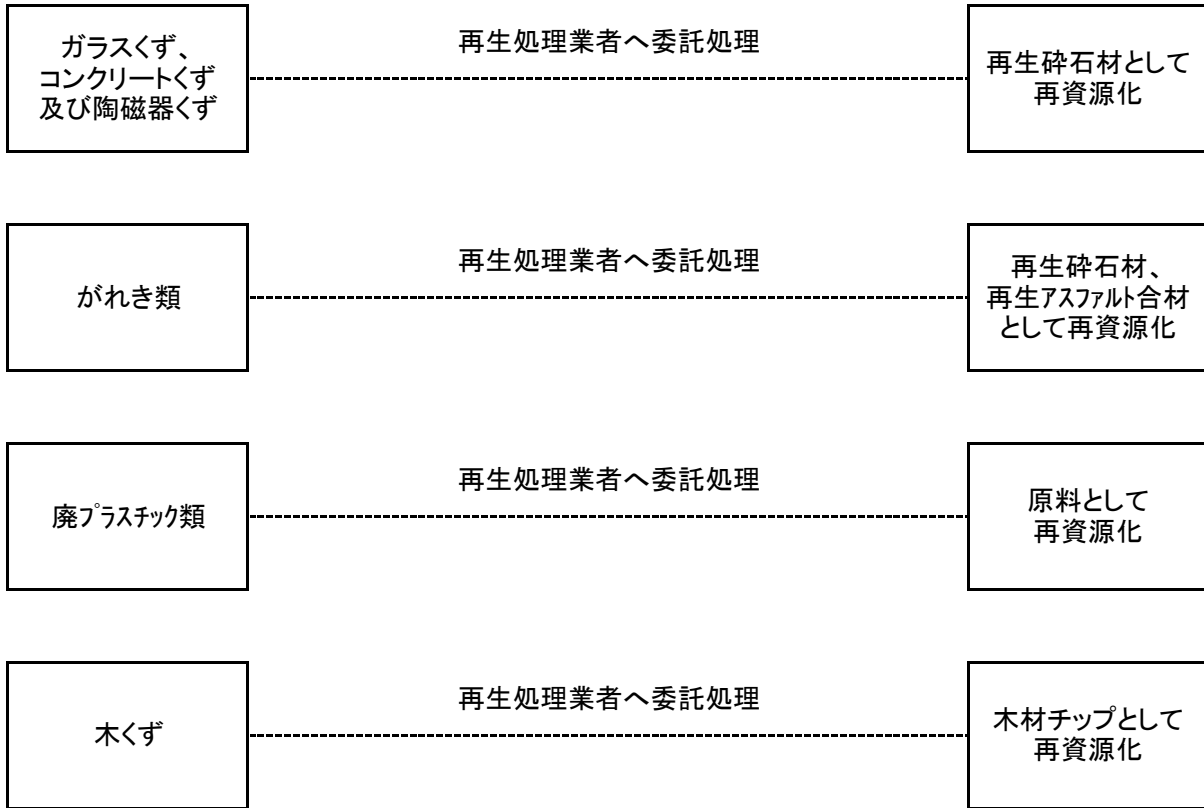 ガラスくず、
コンクリートくず
及び陶磁器くず
再生処理業者へ委託処理
再生砕石材として
再資源化
がれき類
再生処理業者へ委託処理
再生砕石材、
再生ｱｽﾌｧﾙﾄ合材
として再資源化
廃ﾌﾟﾗｽﾁｯｸ類
再生処理業者へ委託処理
原料として
再資源化
木くず
再生処理業者へ委託処理
木材チップとして
再資源化